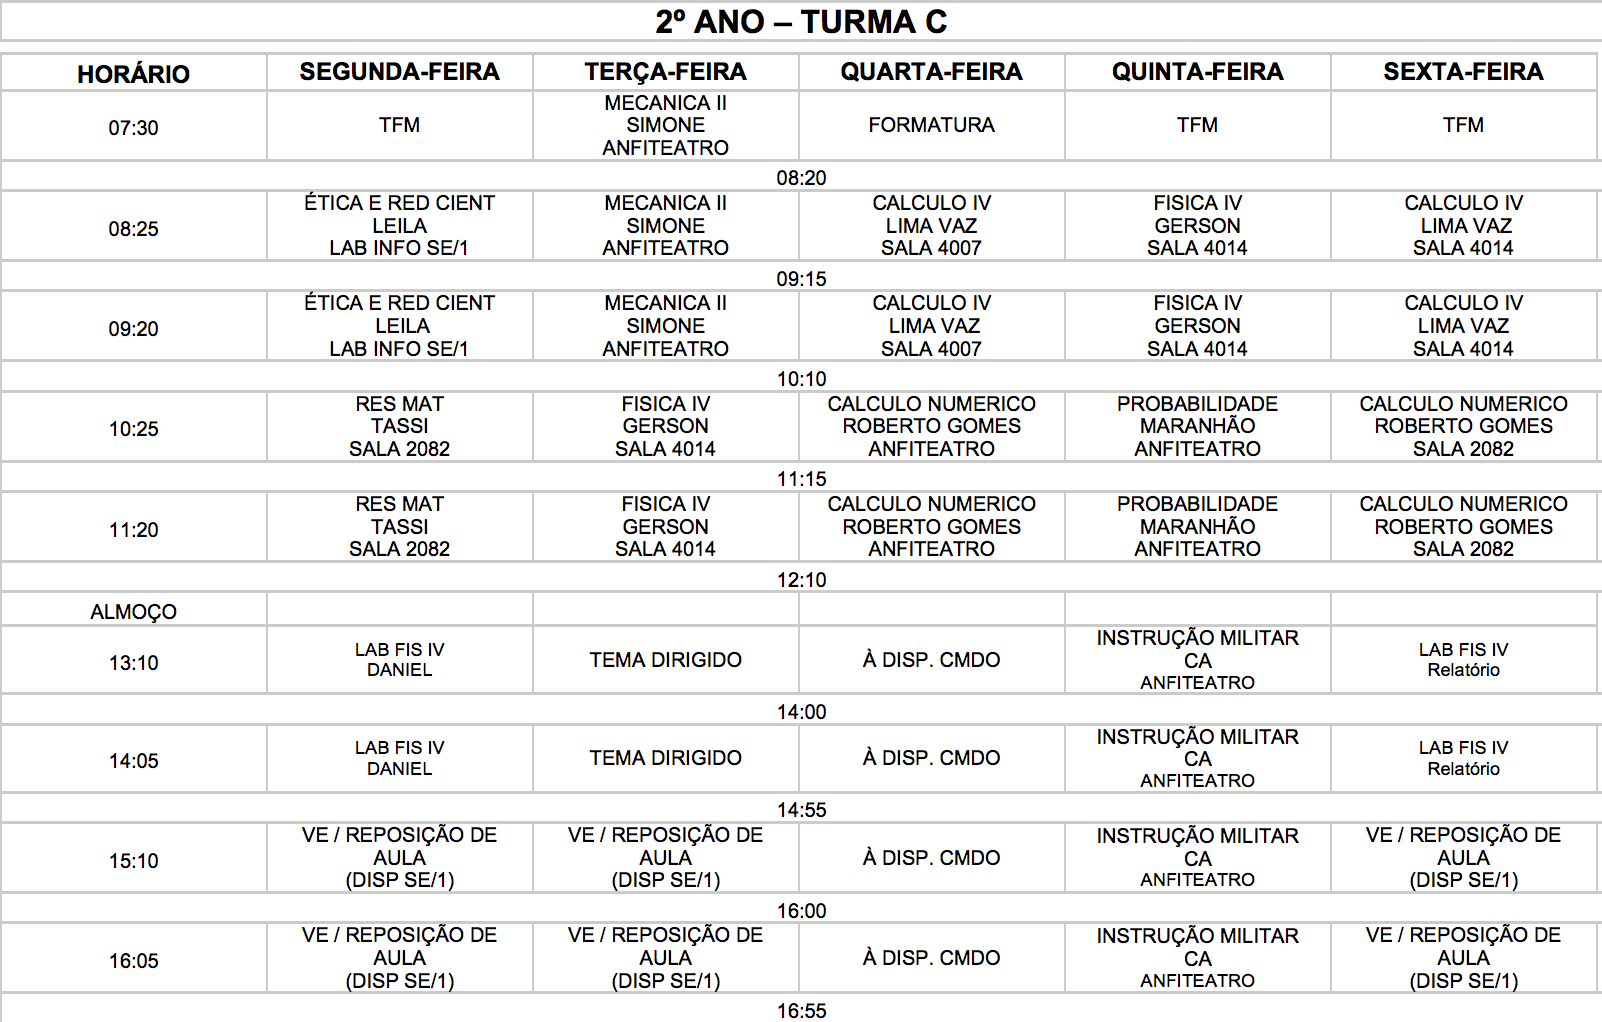 2º ANO – TURMA C
HORÁRIO SEGUNDA-FEIRA TERÇA-FEIRA QUARTA-FEIRA QUINTA-FEIRA SEXTA-FEIRA
07:30
TFM
MECANICA II
SIMONE
ANFITEATRO
FORMATURA
TFM
TFM
08:20
08:25
ÉTICA E RED CIENT
LEILA
LAB INFO SE/1
MECANICA II
SIMONE
ANFITEATRO
CALCULO IV
LIMA VAZ
SALA 4007
FISICA IV
GERSON
SALA 4014
CALCULO IV
LIMA VAZ
SALA 4014
09:15
09:20
ÉTICA E RED CIENT
LEILA
LAB INFO SE/1
MECANICA II
SIMONE
ANFITEATRO
CALCULO IV
LIMA VAZ
SALA 4007
FISICA IV
GERSON
SALA 4014
CALCULO IV
LIMA VAZ
SALA 4014
10:10
10:25
RES MAT
TASSI
SALA 2082
FISICA IV
GERSON
SALA 4014
CALCULO NUMERICO
ROBERTO GOMES
ANFITEATRO
PROBABILIDADE
MARANHÃO
ANFITEATRO
CALCULO NUMERICO
ROBERTO GOMES
SALA 2082
11:15
11:20
RES MAT
TASSI
SALA 2082
FISICA IV
GERSON
SALA 4014
CALCULO NUMERICO
ROBERTO GOMES
ANFITEATRO
PROBABILIDADE
MARANHÃO
ANFITEATRO
CALCULO NUMERICO
ROBERTO GOMES
SALA 2082
12:10
ALMOÇO
13:10
LAB FIS IV
DANIEL
TEMA DIRIGIDO
À DISP. CMDO
INSTRUÇÃO MILITAR
CA
ANFITEATRO
LAB FIS IV
Relatório
14:00
14:05
LAB FIS IV
DANIEL
TEMA DIRIGIDO
À DISP. CMDO
INSTRUÇÃO MILITAR
CA
ANFITEATRO
LAB FIS IV
Relatório
14:55
15:10
VE / REPOSIÇÃO DE
AULA
(DISP SE/1)
VE / REPOSIÇÃO DE
AULA
(DISP SE/1)
À DISP. CMDO
INSTRUÇÃO MILITAR
CA
ANFITEATRO
VE / REPOSIÇÃO DE
AULA
(DISP SE/1)
16:00
16:05
VE / REPOSIÇÃO DE
AULA
(DISP SE/1)
VE / REPOSIÇÃO DE
AULA
(DISP SE/1)
À DISP. CMDO
INSTRUÇÃO MILITAR
CA
ANFITEATRO
VE / REPOSIÇÃO DE
AULA
(DISP SE/1)
16:55